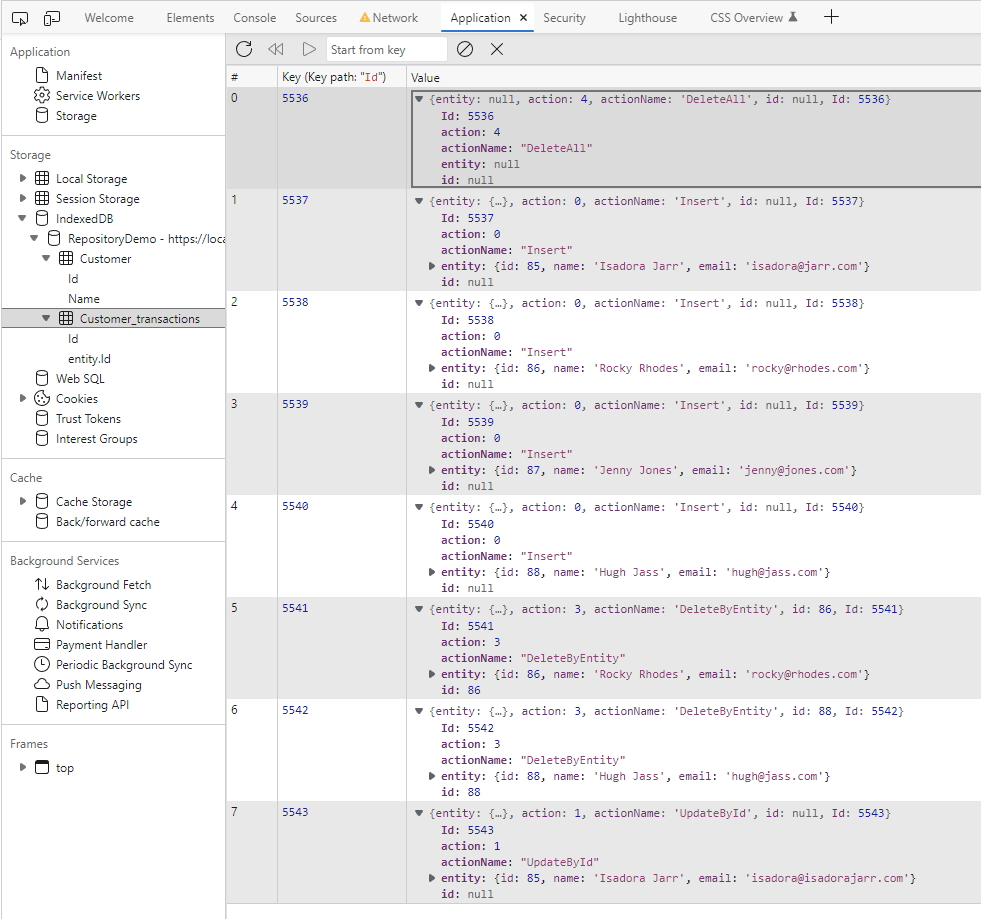 Welcome Elements Console Sources Network Application × Security Lighthouse CSS Overview +
Application
Manifest
Service Workers
Storage
Storage
Local Storage
Session Storage
IndexedDB
RepositoryDemo - https://loca
Customer
Id
Name
Customer_transactions
Id
entity.Id
Web SQL
Cookies
Trust Tokens
Interest Groups
Cache
Cache Storage
Back/forward cache
Background Services
Background Fetch
Background Sync
Notifications
Payment Handler
Periodic Background Sync
Push Messaging
Reporting API
Frames
top
Start from key
# Key (Key path: "Id") Value
0 5536 {entity: null, action: 4, actionName: 'DeleteAll', id: null, Id: 5536}
Id: 5536
action: 4
actionName: "DeleteAll"
entity: null
id: null
1 5537 {entity: {…}, action: 0, actionName: 'Insert', id: null, Id: 5537}
Id: 5537
action: 0
actionName: "Insert"
entity: {id: 85, name: 'Isadora Jarr', email: 'isadora@jarr.com'}
id: null
2 5538 {entity: {…}, action: 0, actionName: 'Insert', id: null, Id: 5538}
Id: 5538
action: 0
actionName: "Insert"
entity: {id: 86, name: 'Rocky Rhodes', email: 'rocky@rhodes.com'}
id: null
3 5539 {entity: {…}, action: 0, actionName: 'Insert', id: null, Id: 5539}
Id: 5539
action: 0
actionName: "Insert"
entity: {id: 87, name: 'Jenny Jones', email: 'jenny@jones.com'}
id: null
4 5540 {entity: {…}, action: 0, actionName: 'Insert', id: null, Id: 5540}
Id: 5540
action: 0
actionName: "Insert"
entity: {id: 88, name: 'Hugh Jass', email: 'hugh@jass.com'}
id: null
5 5541 {entity: {…}, action: 3, actionName: 'DeleteByEntity', id: 86, Id: 5541}
Id: 5541
action: 3
actionName: "DeleteByEntity"
entity: {id: 86, name: 'Rocky Rhodes', email: 'rocky@rhodes.com'}
id: 86
6 5542 {entity: {…}, action: 3, actionName: 'DeleteByEntity', id: 88, Id: 5542}
Id: 5542
action: 3
actionName: "DeleteByEntity"
entity: {id: 88, name: 'Hugh Jass', email: 'hugh@jass.com'}
id: 88
7 5543 {entity: {…}, action: 1, actionName: 'UpdateById', id: null, Id: 5543}
Id: 5543
action: 1
actionName: "UpdateById"
entity: {id: 85, name: 'Isadora Jarr', email: 'isadora@isadorajarr.com'}
id: null